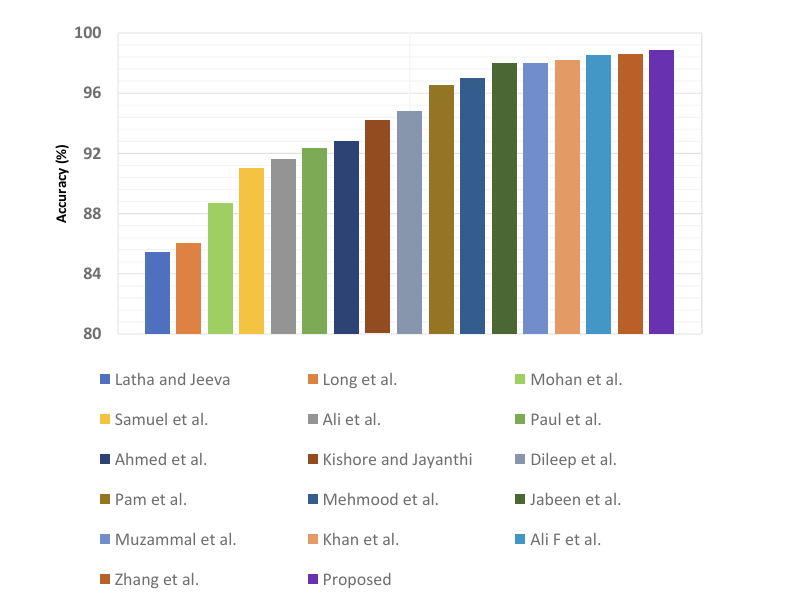 100
96
92
88
84
80
Accuracy (%)
Latha and Jeeva
Long et al.
Mohan et al.
Samuel et al.
Ali et al.
Paul et al.
Ahmed et al.
Kishore and Jayanthi
Dileep et al.
Pam et al.
Mehmood et al.
Jabeen et al.
Muzammal et al.
Khan et al.
Ali F et al.
Zhang et al.
Proposed